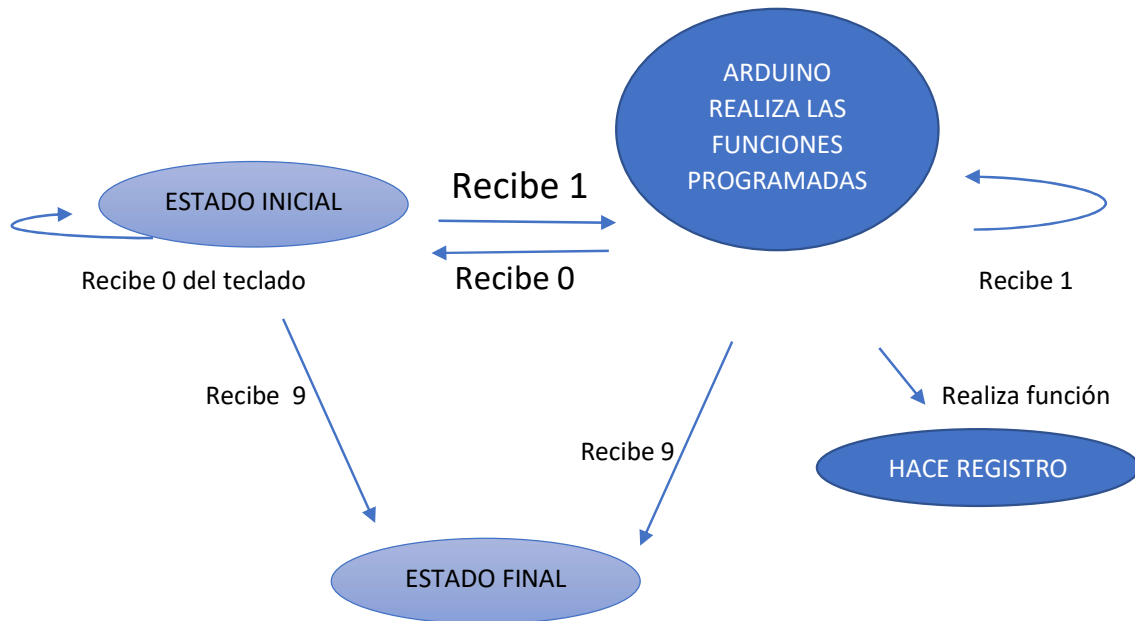 ARDUINO
REALIZA LAS
FUNCIONES
PROGRAMADAS
ESTADO INICIAL
Recibe 1
Recibe 0 del teclado
Recibe 0
Recibe 1
Recibe 9
Realiza función
Recibe 9
HACE REGISTRO
ESTADO FINAL